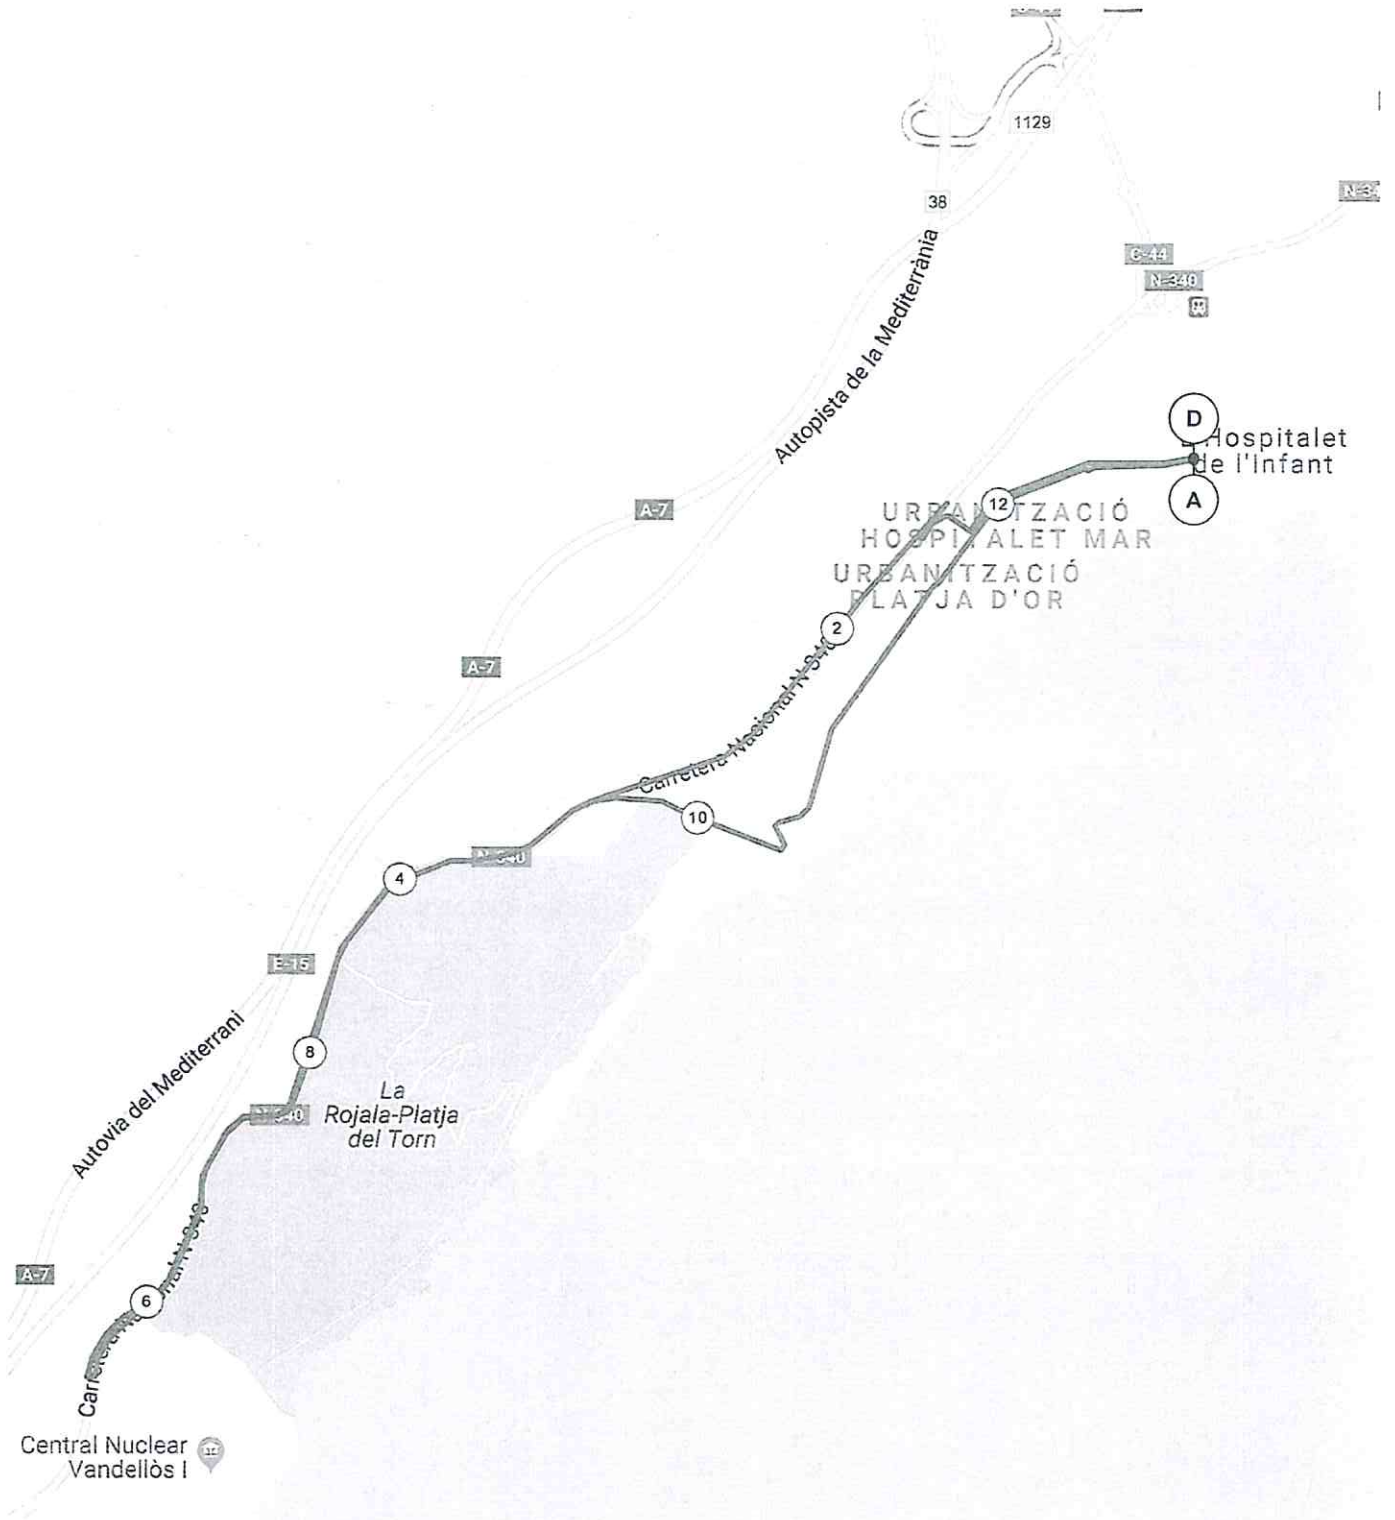 1129
38
C-44
N-340
Autopista de la Mediterrània
D
L'Hospitalet
de l'Infant
A
12
A-7
URBANITZACIÓ
HOSPITALET MAR
URBANITZACIÓ
PLATJA D'OR
2
A-7
Carretera Nacional N-340
10
N-340
4
E-15
Autovia del Mediterrani
8
La
Rojala-Platja
del Torn
N-340
A-7
6
Central Nuclear
Vandellòs I